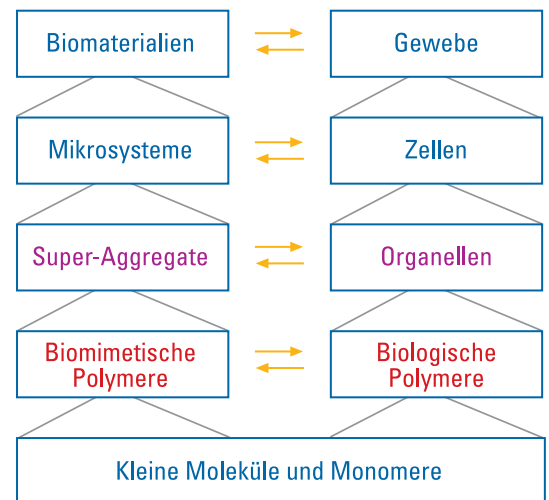 Biomaterialien
Gewebe
Mikrosysteme
Zellen
Super-Aggregate
Organellen
Biomimetische
Polymere
Biologische
Polymere
Kleine Moleküle und Monomere